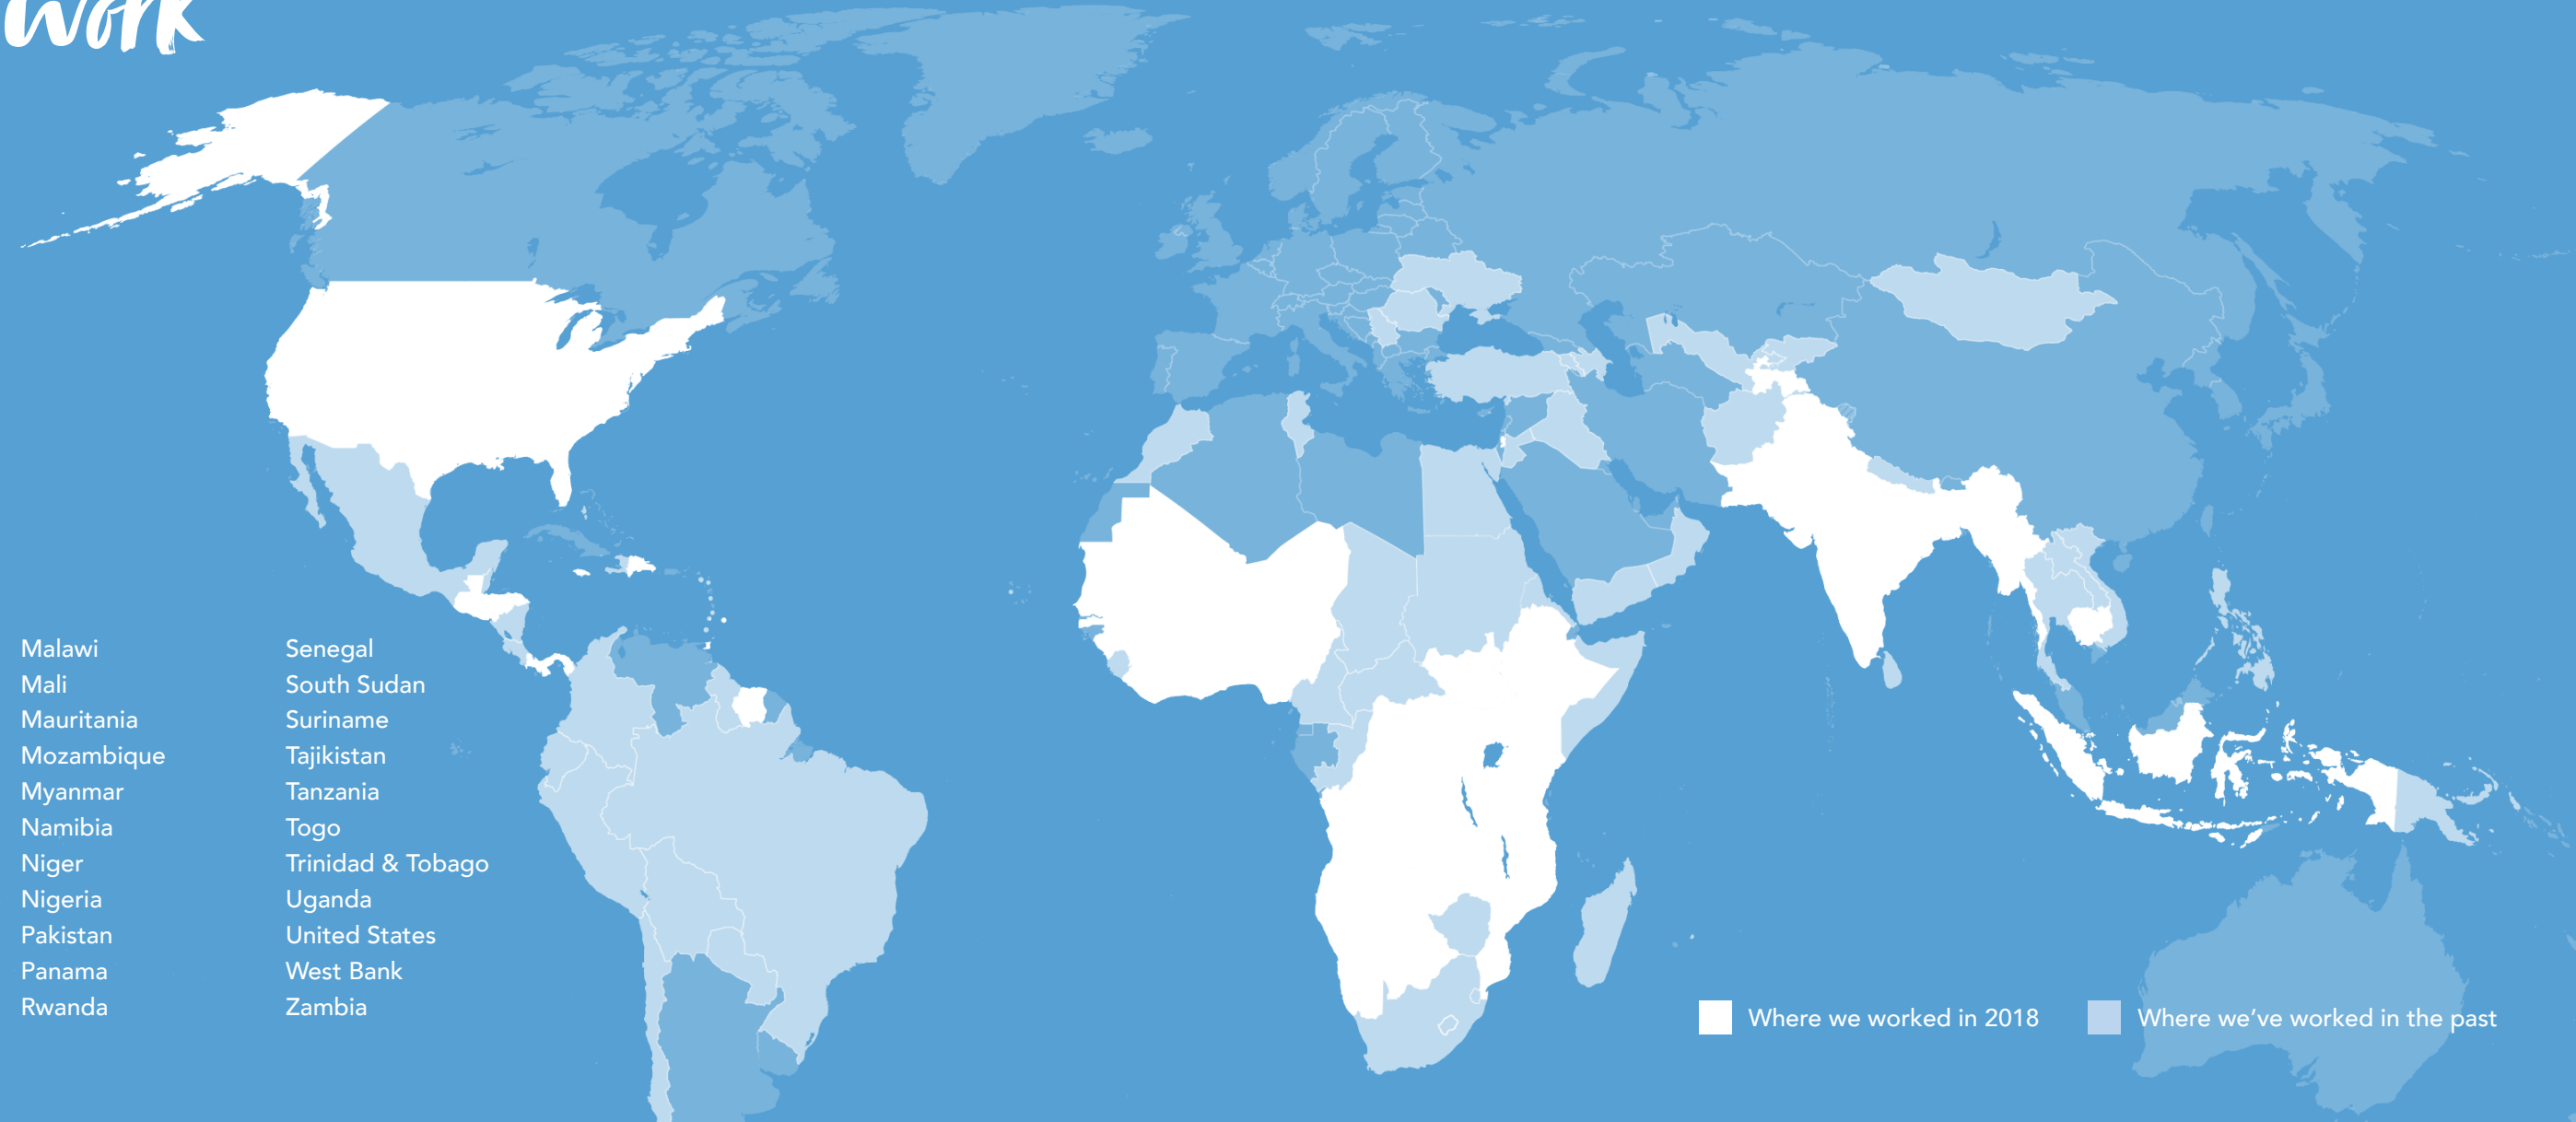 Work
Malawi
Mali
Mauritania
Mozambique
Myanmar
Namibia
Niger
Nigeria
Pakistan
Panama
Rwanda
Senegal
South Sudan
Suriname
Tajikistan
Tanzania
Togo
Trinidad & Tobago
Uganda
United States
West Bank
Zambia
Where we worked in 2018
Where we’ve worked in the past